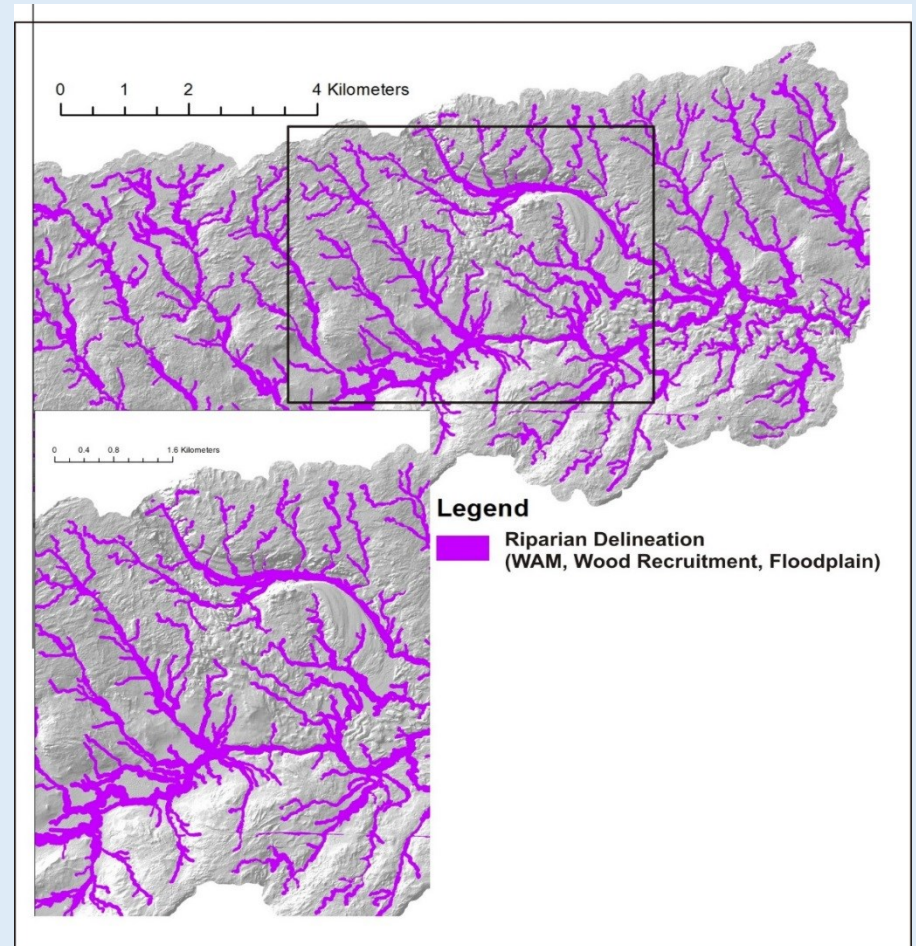 0 1 2 4 Kilometers
0 0.4 0.8 1.6 Kilometers
Legend
Riparian Delineation
(WAM, Wood Recruitment, Floodplain)